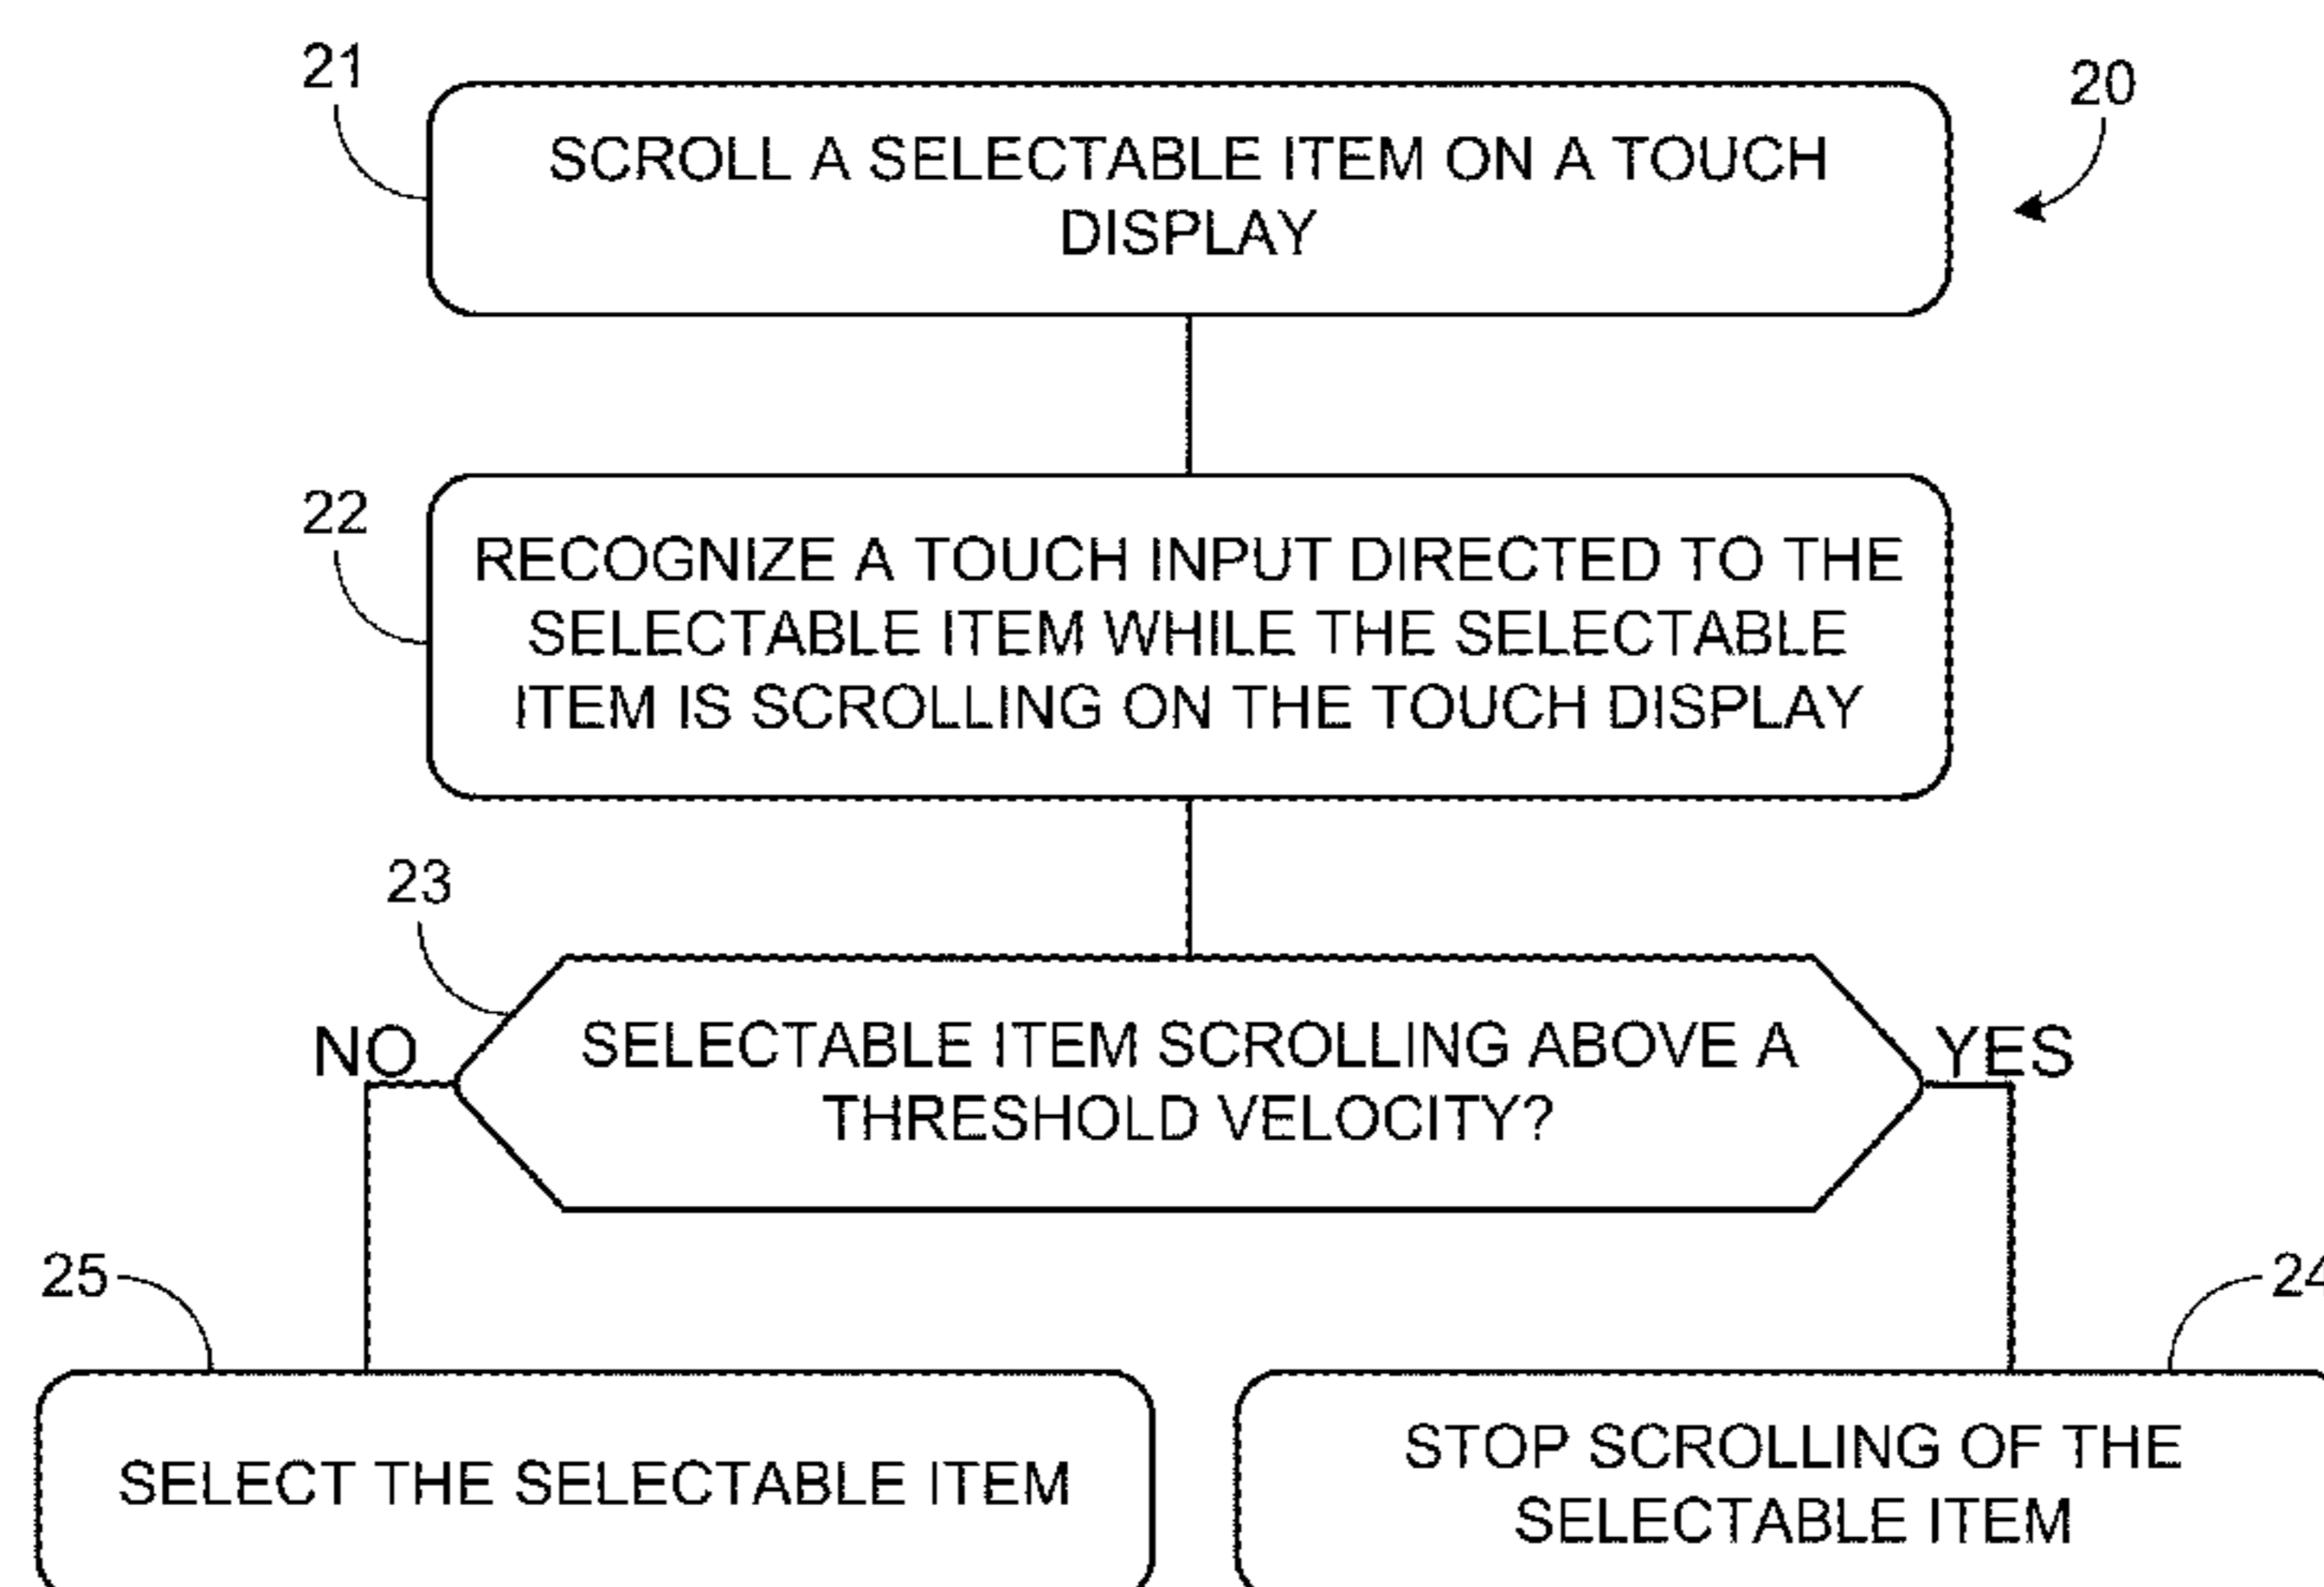 21
20
SCROLL A SELECTABLE ITEM ON A TOUCH
DISPLAY
22
RECOGNIZE A TOUCH INPUT DIRECTED TO THE
SELECTABLE ITEM WHILE THE SELECTABLE
ITEM IS SCROLLING ON THE TOUCH DISPLAY
23
NO
SELECTABLE ITEM SCROLLING ABOVE A
THRESHOLD VELOCITY?
YES
25
24
SELECT THE SELECTABLE ITEM
STOP SCROLLING OF THE
SELECTABLE ITEM